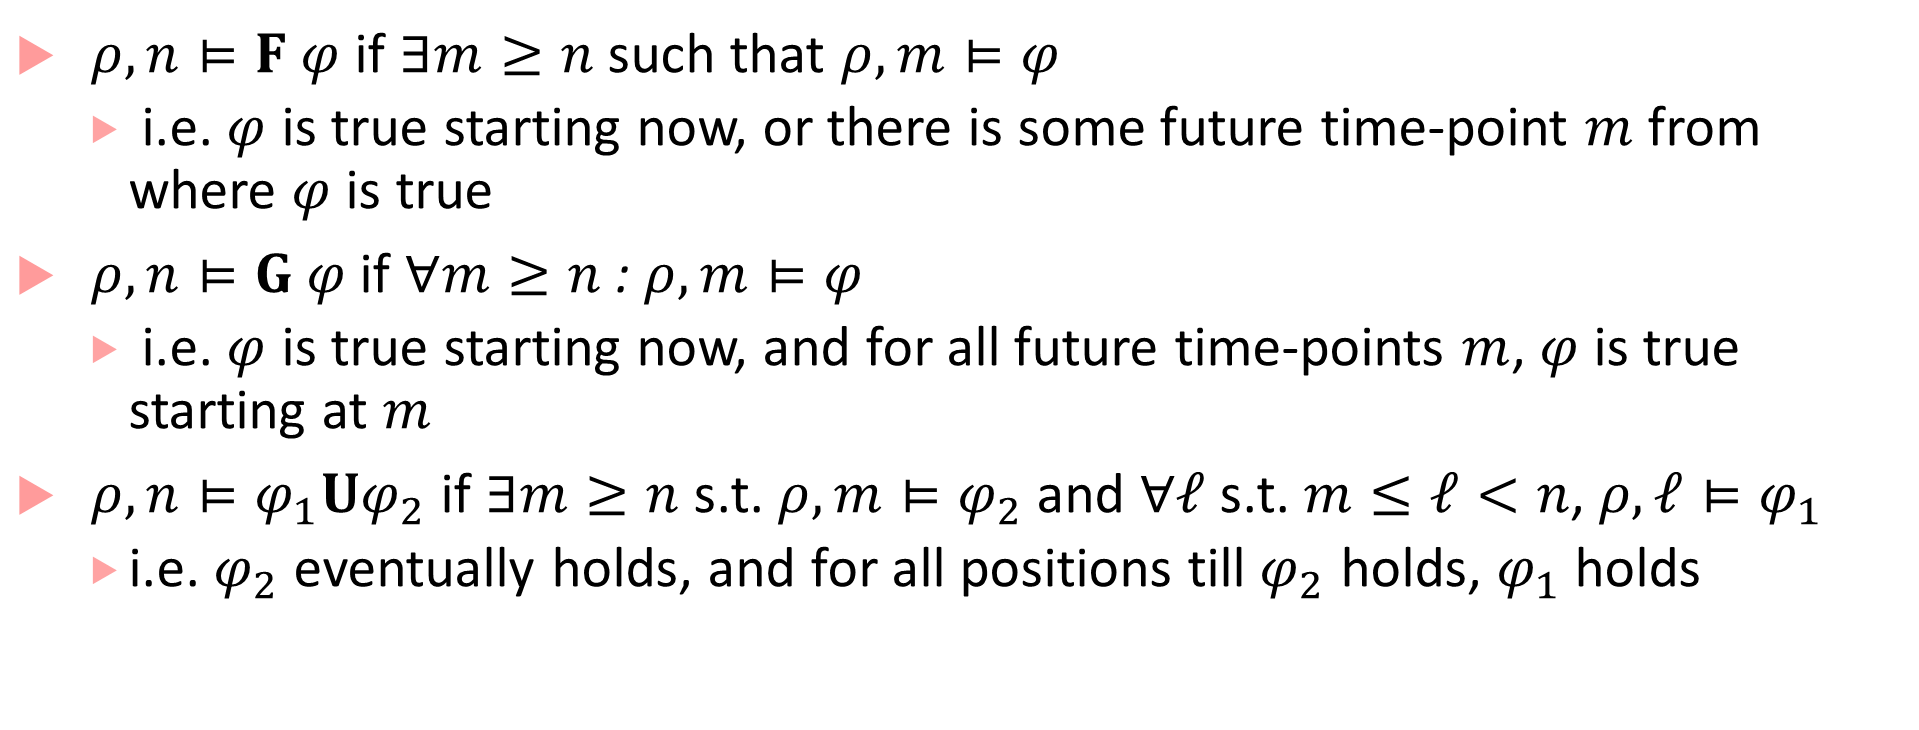 ρ, n ⊨ F φ if ∃m ≥ n such that ρ, m ⊨ φ
i.e. φ is true starting now, or there is some future time-point m from
where φ is true
ρ, n ⊨ G φ if ∀m ≥ n : ρ, m ⊨ φ
i.e. φ is true starting now, and for all future time-points m, φ is true
starting at m
ρ, n ⊨ φ₁Uφ₂ if ∃m ≥ n s.t. ρ, m ⊨ φ₂ and ∀ℓ s.t. m ≤ ℓ < n, ρ, ℓ ⊨ φ₁
i.e. φ₂ eventually holds, and for all positions till φ₂ holds, φ₁ holds